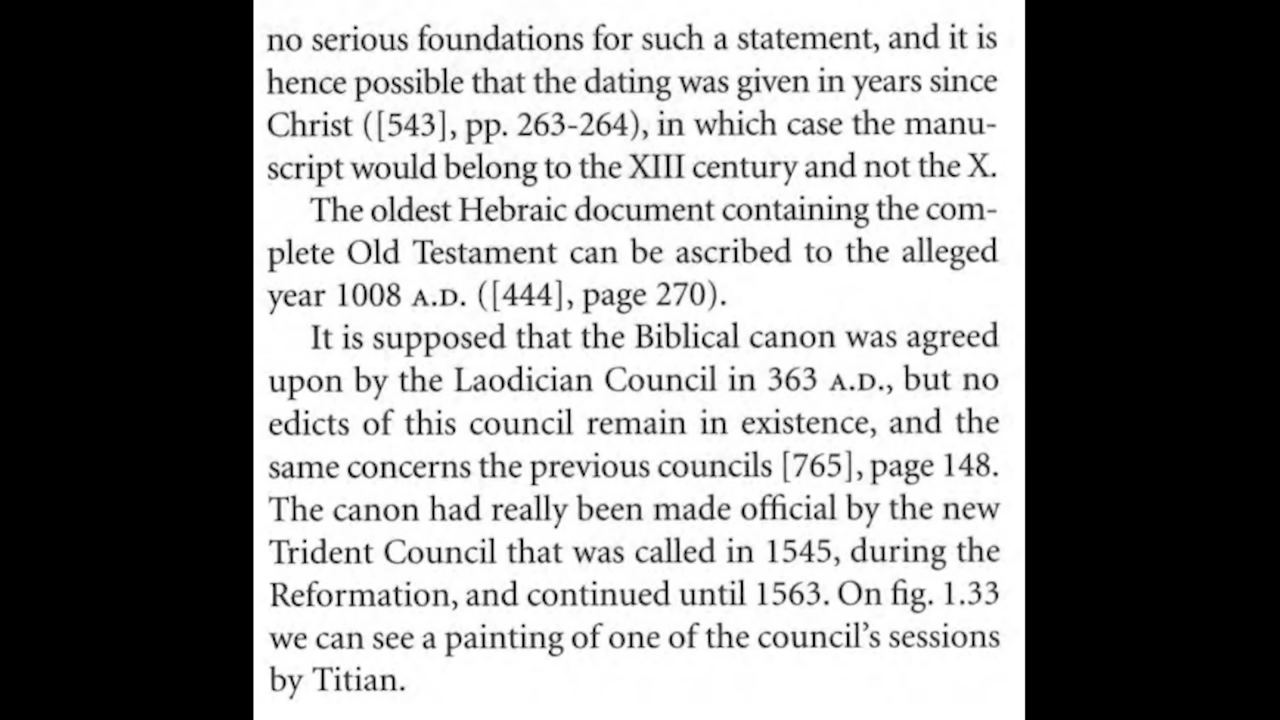 no serious foundations for such a statement, and it is
hence possible that the dating was given in years since
Christ ([543], pp. 263-264), in which case the manu-
script would belong to the XIII century and not the X.
The oldest Hebraic document containing the com-
plete Old Testament can be ascribed to the alleged
year 1008 A.D. ([444], page 270).
It is supposed that the Biblical canon was agreed
upon by the Laodician Council in 363 A.D., but no
edicts of this council remain in existence, and the
same concerns the previous councils [765], page 148.
The canon had really been made official by the new
Trident Council that was called in 1545, during the
Reformation, and continued until 1563. On fig. 1.33
we can see a painting of one of the council's sessions
by Titian.